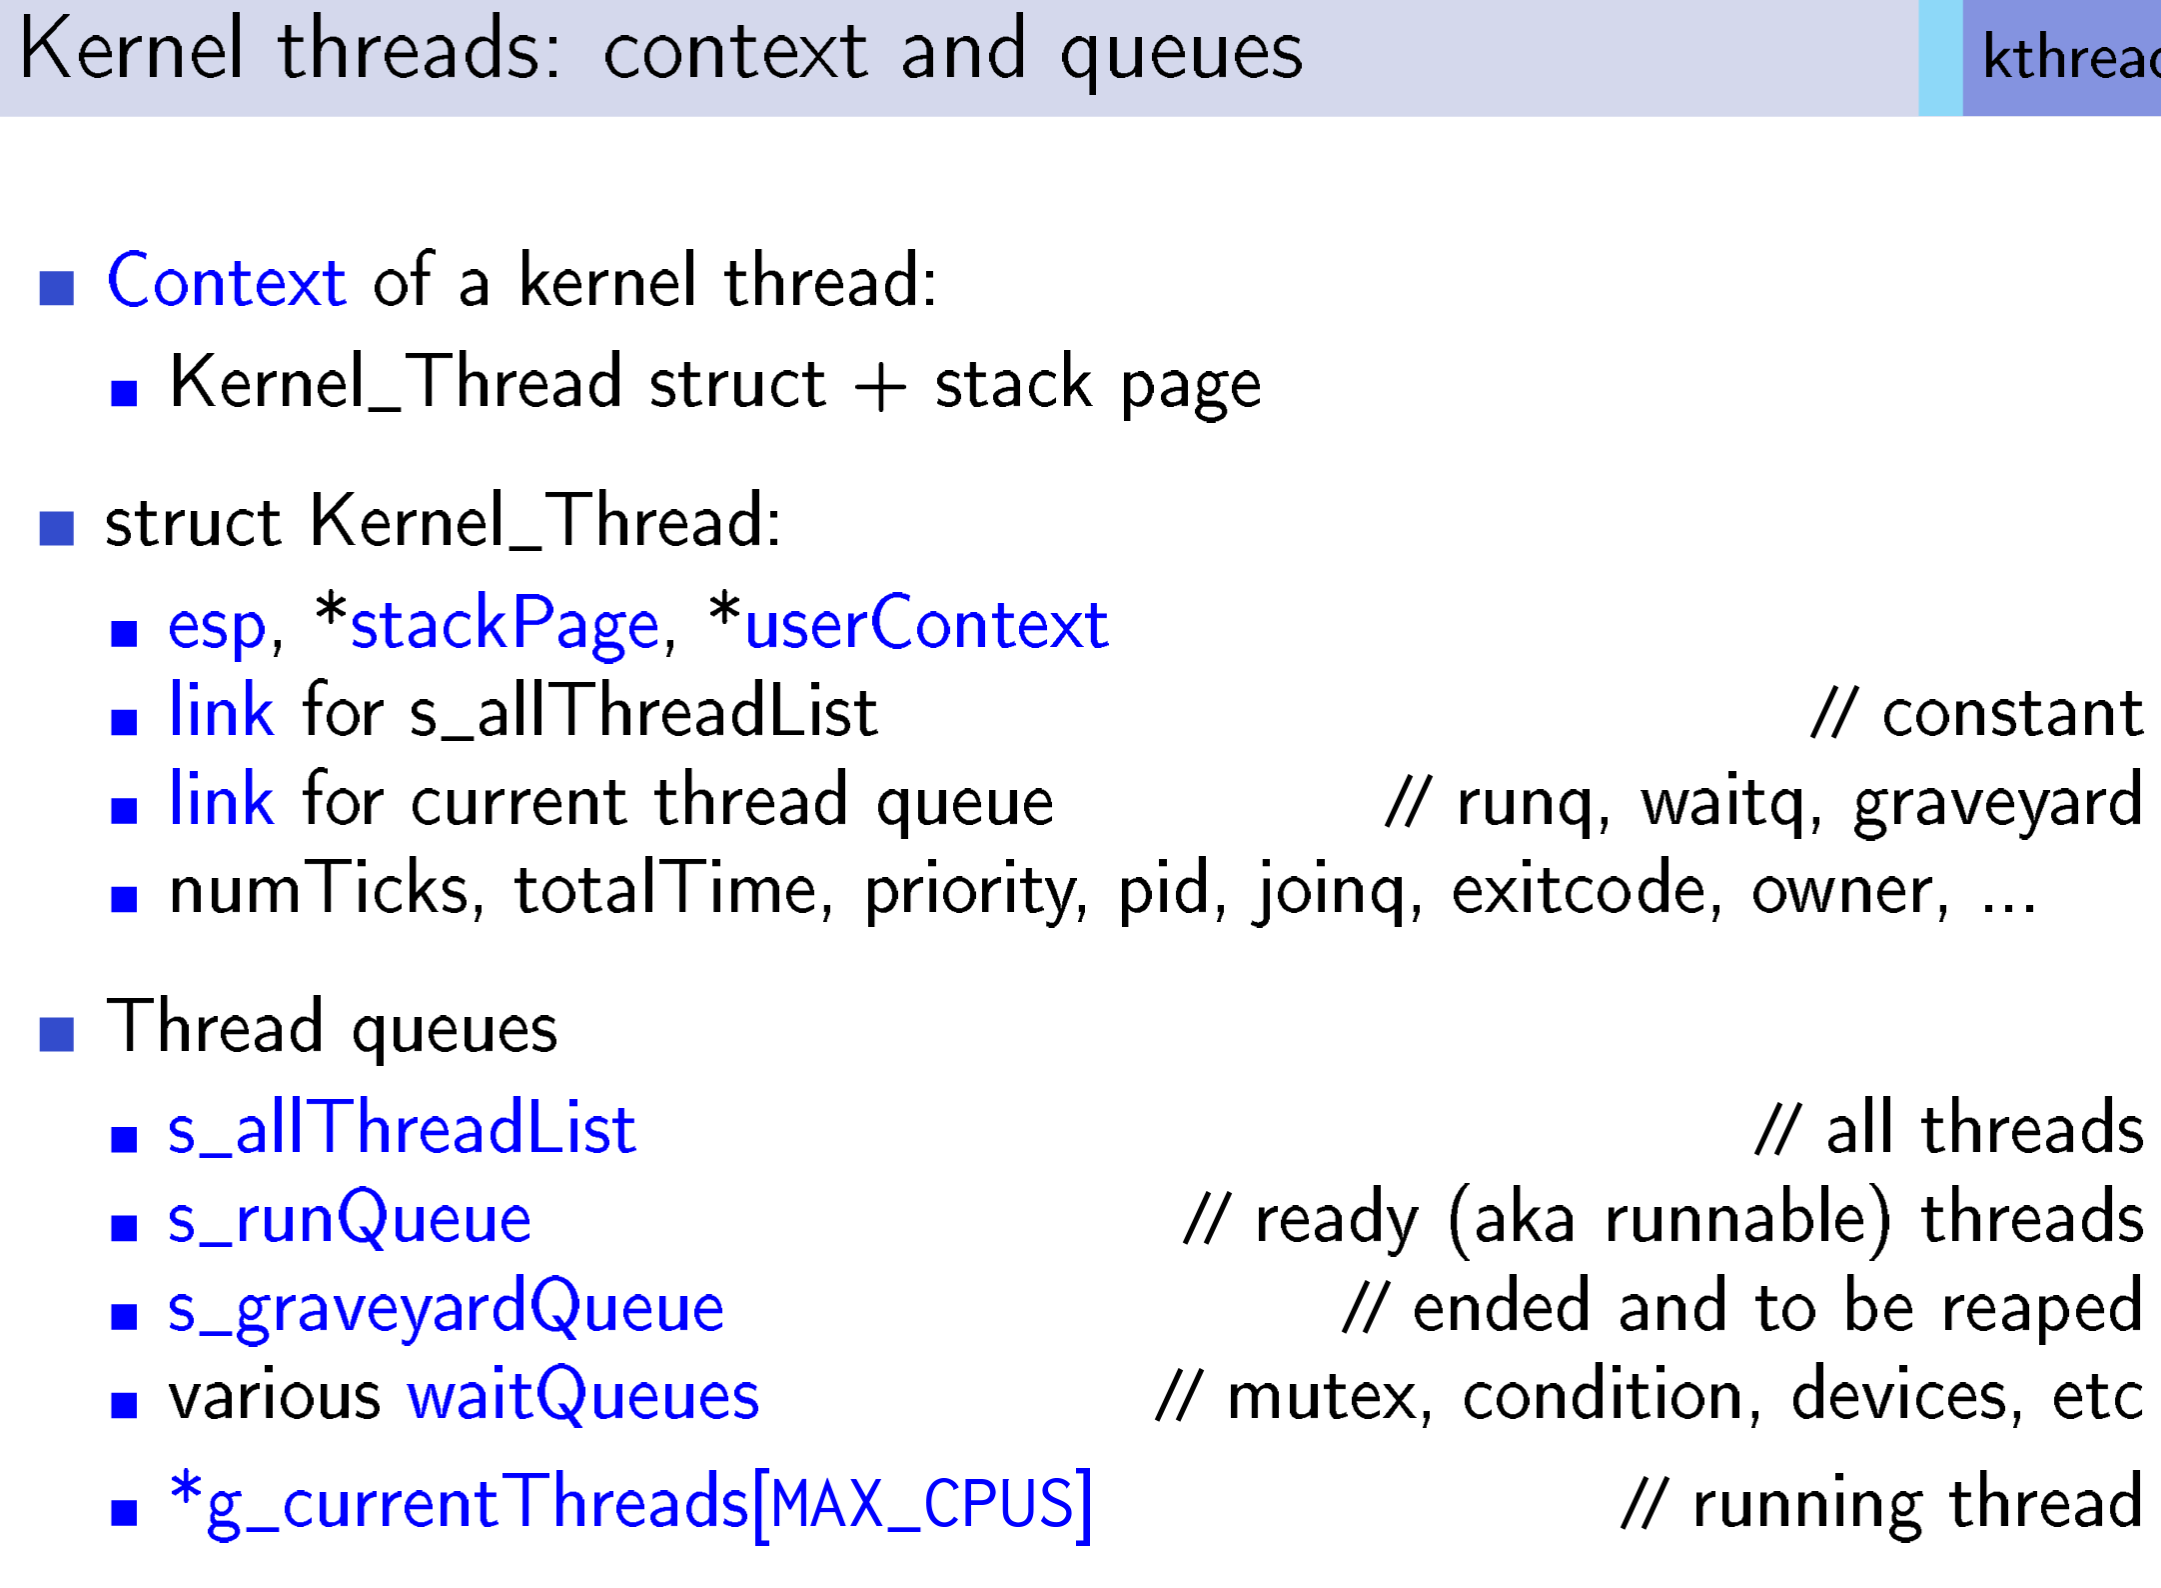 Kernel threads: context and queues
Context of a kernel thread:
Kernel_Thread struct + stack page
struct Kernel_Thread:
esp, *stackPage, *userContext
link for s_allThreadList // constant
link for current thread queue // runq, waitq, graveyard
numTicks, totalTime, priority, pid, joinq, exitcode, owner, ...
Thread queues
s_allThreadList // all threads
s_runQueue // ready (aka runnable) threads
s_graveyardQueue // ended and to be reaped
various waitQueues // mutex, condition, devices, etc
*g_currentThreads[MAX_CPUS] // running thread